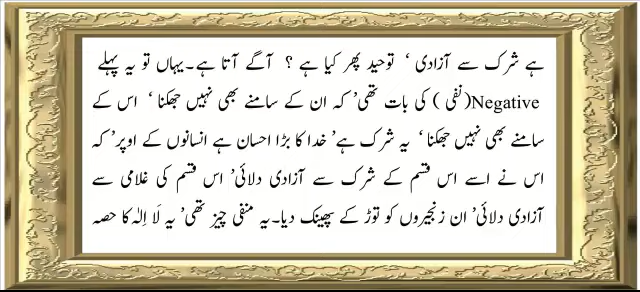 ہے شرک سے آزادی ‘ توحید پھر کیا ہے ؟ آگے آتا ہے۔یہاں تو یہ پہلے
Negative(نفی ) کی بات تھی’ کہ ان کے سامنے بھی نہیں جھکنا ‘ اس کے
سامنے بھی نہیں جھکنا ‘ یہ شرک ہے’ خدا کا بڑا احسان ہے انسانوں کے اوپر’ کہ
اس نے اسے اس قسم کے شرک سے آزادی دلائی’ اس قسم کی غلامی سے
آزادی دلائی’ ان زنجیروں کو توڑ کے پھینک دیا۔یہ منفی چیز تھی’ یہ لَا اِلٰہ کا حصہ